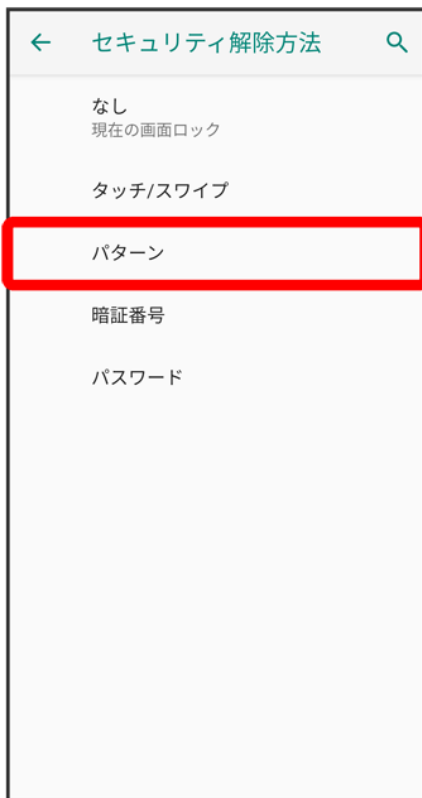 セキュリティ解除方法
なし
現在の画面ロック
タッチ/スワイプ
パターン
暗証番号
パスワード